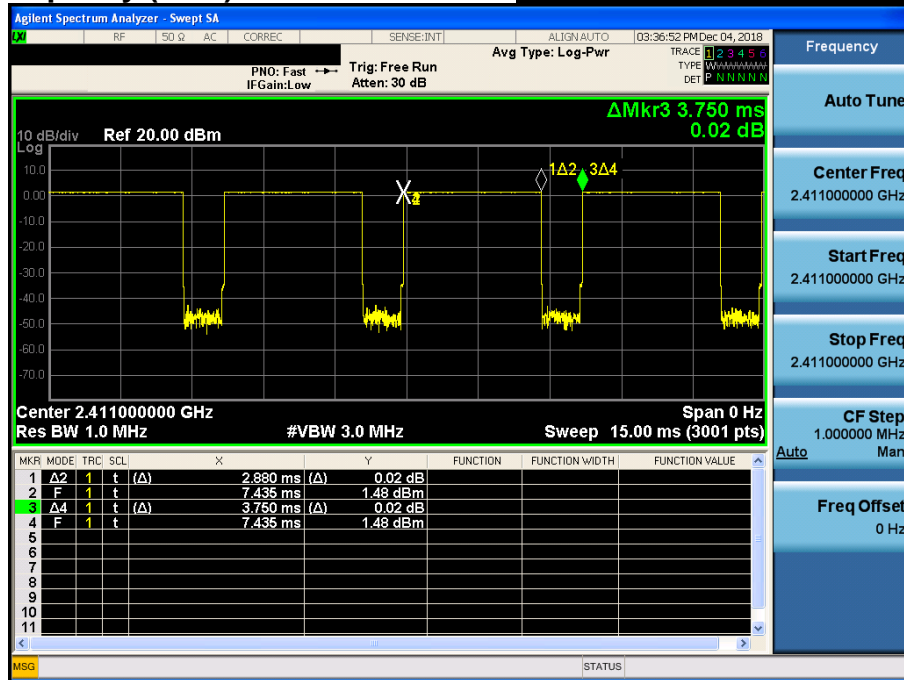 Agilent Spectrum Analyzer - Swept SA
LXI RF 50 Ω AC CORREC SENSE:INT ALIGN AUTO 03:36:52 PM Dec 04, 2018
Avg Type: Log-Pwr
TRACE 1 2 3 4 5 6
TYPE
PNO: Fast Trig: Free Run
IFGain:Low Atten: 30 dB
DET P N N N N N
Frequency
ΔMkr3 3.750 ms
0.02 dB
10 dB/div Ref 20.00 dBm
Log
1Δ2 3Δ4
10.0
0.00
-10.0
-20.0
-30.0
-40.0
-50.0
-60.0
-70.0
X
Center 2.411000000 GHz Span 0 Hz
Res BW 1.0 MHz #VBW 3.0 MHz Sweep 15.00 ms (3001 pts)
MKR MODE TRC SCL X Y FUNCTION FUNCTION WIDTH FUNCTION VALUE
1 Δ2 1 t (Δ) 2.880 ms (Δ) 0.02 dB
2 F 1 t 7.435 ms 1.48 dBm
3 Δ4 1 t (Δ) 3.750 ms (Δ) 0.02 dB
4 F 1 t 7.435 ms 1.48 dBm
5
6
7
8
9
10
11
MSG STATUS
Auto Tune
Center Freq
2.411000000 GHz
Start Freq
2.411000000 GHz
Stop Freq
2.411000000 GHz
CF Step
1.000000 MHz
Auto Man
Freq Offset
0 Hz